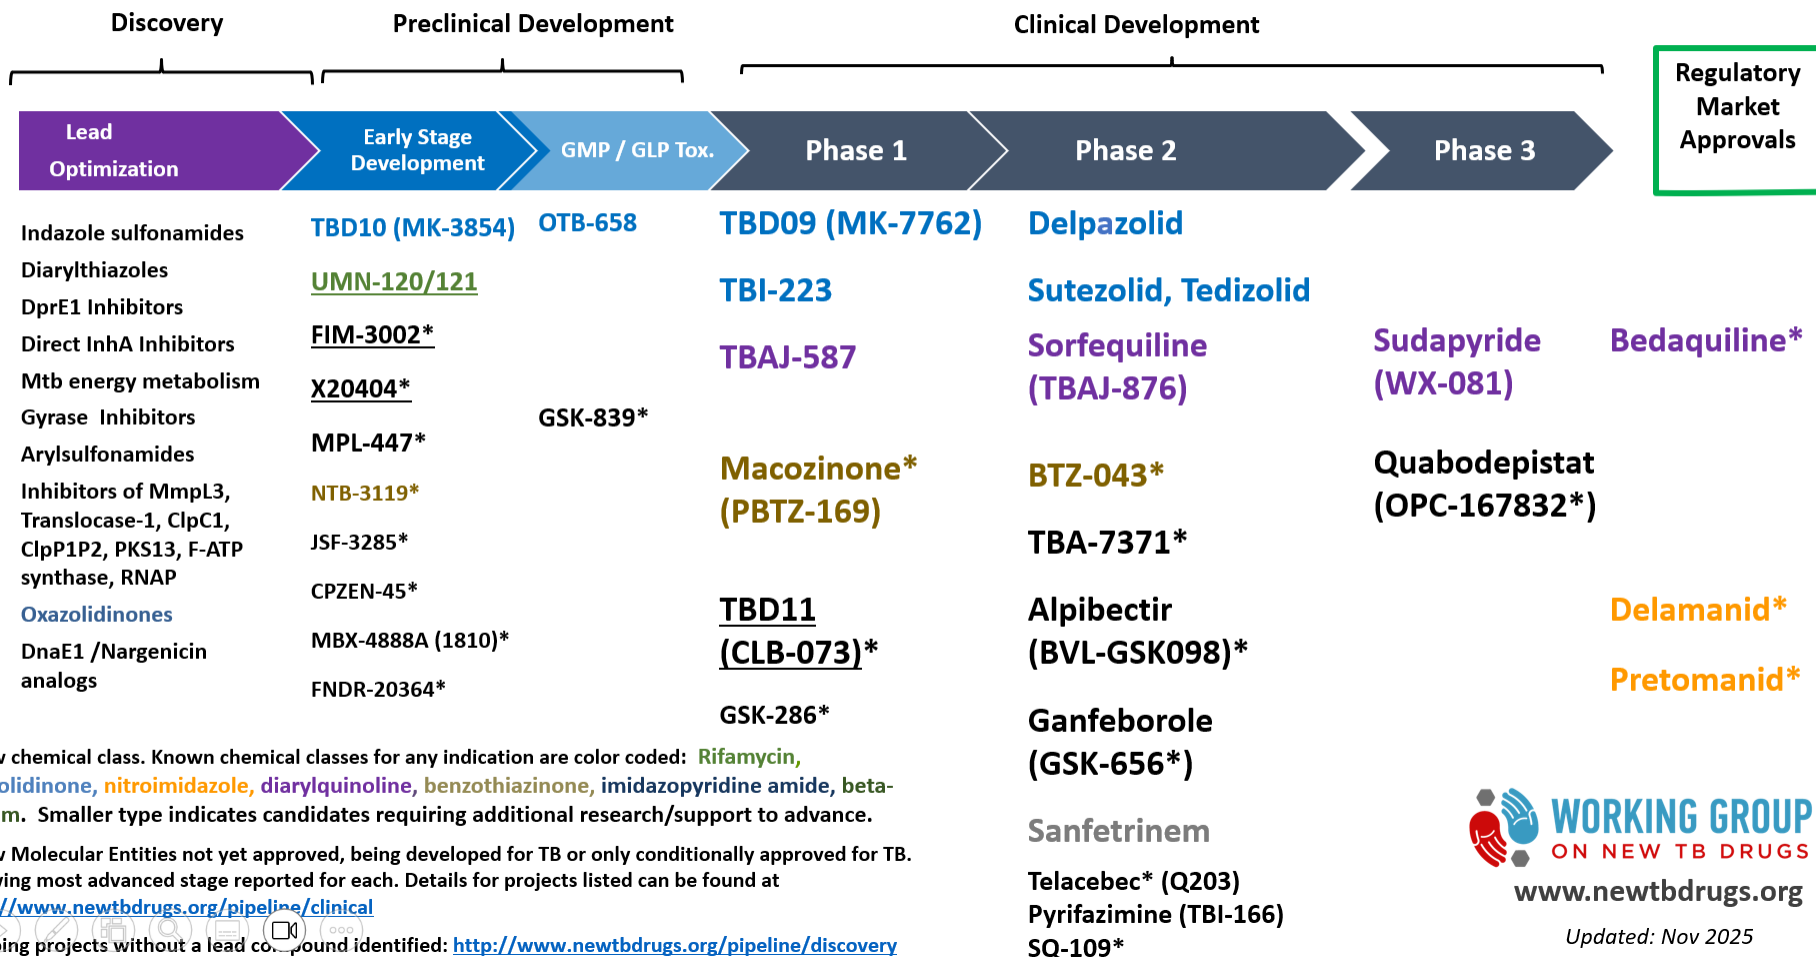 Discovery
Preclinical Development
Clinical Development
Regulatory
Market
Approvals
Lead
Optimization
Early Stage
Development
GMP / GLP Tox.
Phase 1
Phase 2
Phase 3
Indazole sulfonamides
Diarylthiazoles
DprE1 Inhibitors
Direct InhA Inhibitors
Mtb energy metabolism
Gyrase Inhibitors
Arylsulfonamides
Inhibitors of MmpL3,
Translocase-1, ClpC1,
ClpP1P2, PKS13, F-ATP
synthase, RNAP
Oxazolidinones
DnaE1 /Nargenicin
analogs
TBD10 (MK-3854)
UMN-120/121
FIM-3002*
X20404*
MPL-447*
NTB-3119*
JSF-3285*
CPZEN-45*
MBX-4888A (1810)*
FNDR-20364*
OTB-658
GSK-839*
TBD09 (MK-7762)
TBI-223
TBAJ-587
Macozinone*
(PBTZ-169)
TBD11
(CLB-073)*
GSK-286*
Delpazolid
Sutezolid, Tedizolid
Sorfequiline
(TBAJ-876)
BTZ-043*
TBA-7371*
Alpibectir
(BVL-GSK098)*
Ganfeborole
(GSK-656*)
Sanfetrinem
Telacebec* (Q203)
Pyrifazimine (TBI-166)
SQ-109*
Sudapyride
(WX-081)
Quabodepistat
(OPC-167832*)
Bedaquiline*
Delamanid*
Pretomanid*
chemical class. Known chemical classes for any indication are color coded: Rifamycin,
olidinone, nitroimidazole, diarylquinoline, benzothiazinone, imidazopyridine amide, beta-
m. Smaller type indicates candidates requiring additional research/support to advance.
Molecular Entities not yet approved, being developed for TB or only conditionally approved for TB.
ing most advanced stage reported for each. Details for projects listed can be found at
//www.newtbdrugs.org/pipeline/clinical
ing projects without a lead compound identified: http://www.newtbdrugs.org/pipeline/discovery
WORKING GROUP
ON NEW TB DRUGS
www.newtbdrugs.org
Updated: Nov 2025